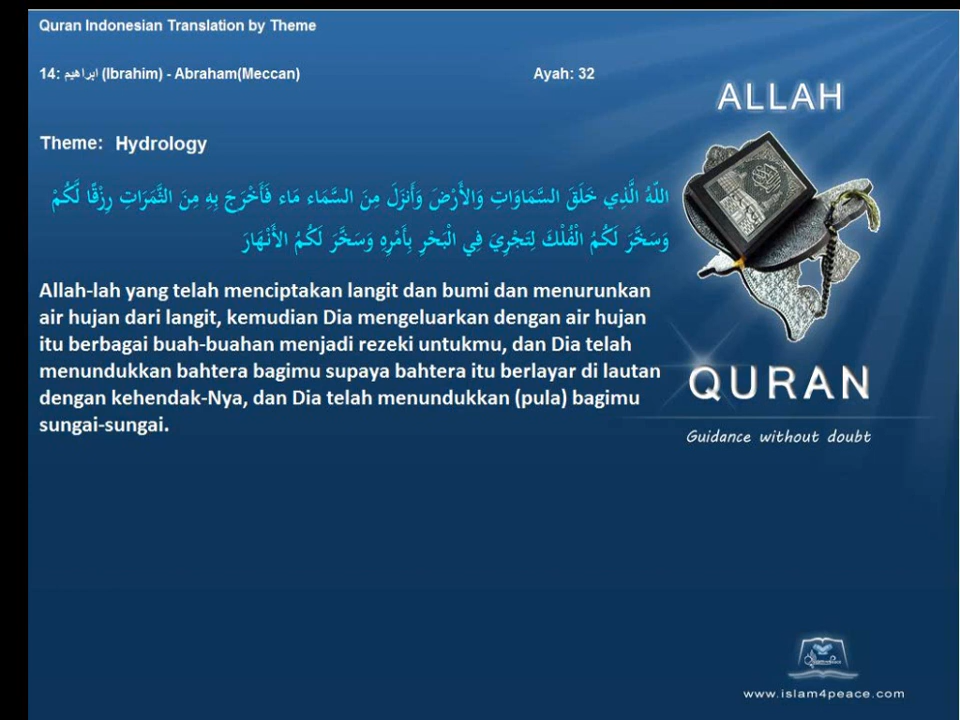 Quran Indonesian Translation by Theme
14: ابراهيم (Ibrahim) - Abraham(Meccan)
Ayah: 32
ALLAH
Theme: Hydrology
اللّهُ الَّذِي خَلَقَ السَّمَاوَاتِ وَالأَرْضَ وَأَنزَلَ مِنَ السَّمَاء مَاء فَأَخْرَجَ بِهِ مِنَ الثَّمَرَاتِ رِزْقًا لَّكُمْ
وَسَخَّرَ لَكُمُ الْفُلْكَ لِتَجْرِيَ فِي الْبَحْرِ بِأَمْرِهِ وَسَخَّرَ لَكُمُ الأَنْهَارَ
Allah-lah yang telah menciptakan langit dan bumi dan menurunkan
air hujan dari langit, kemudian Dia mengeluarkan dengan air hujan
itu berbagai buah-buahan menjadi rezeki untukmu, dan Dia telah
menundukkan bahtera bagimu supaya bahtera itu berlayar di lautan
dengan kehendak-Nya, dan Dia telah menundukkan (pula) bagimu
sungai-sungai.
QURAN
Guidance without doubt
www.islam4peace.com